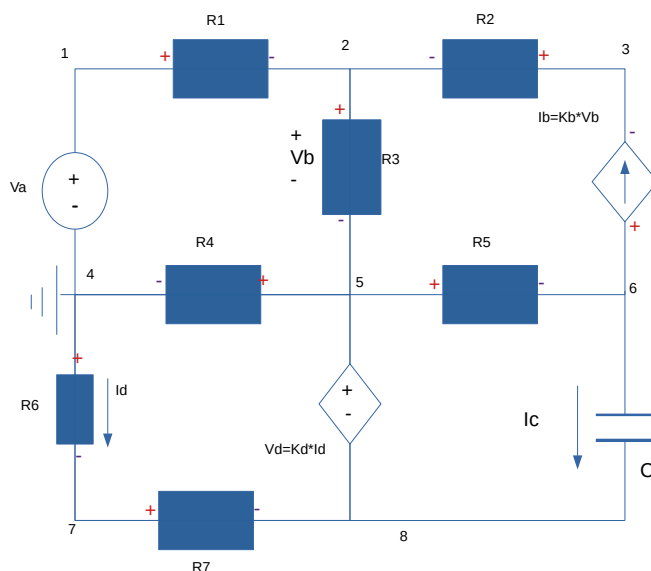 R1
R2
1
2
3
+
-
-
+
Ib=Kb*Vb
+
-
+
Vb
-
R3
Va
+
-
-
+
R4
R5
4
-
+
5
+
-
6
+
R6
Id
-
+
-
Vd=Kd*Id
Ic
C
7
+
-
8
R7